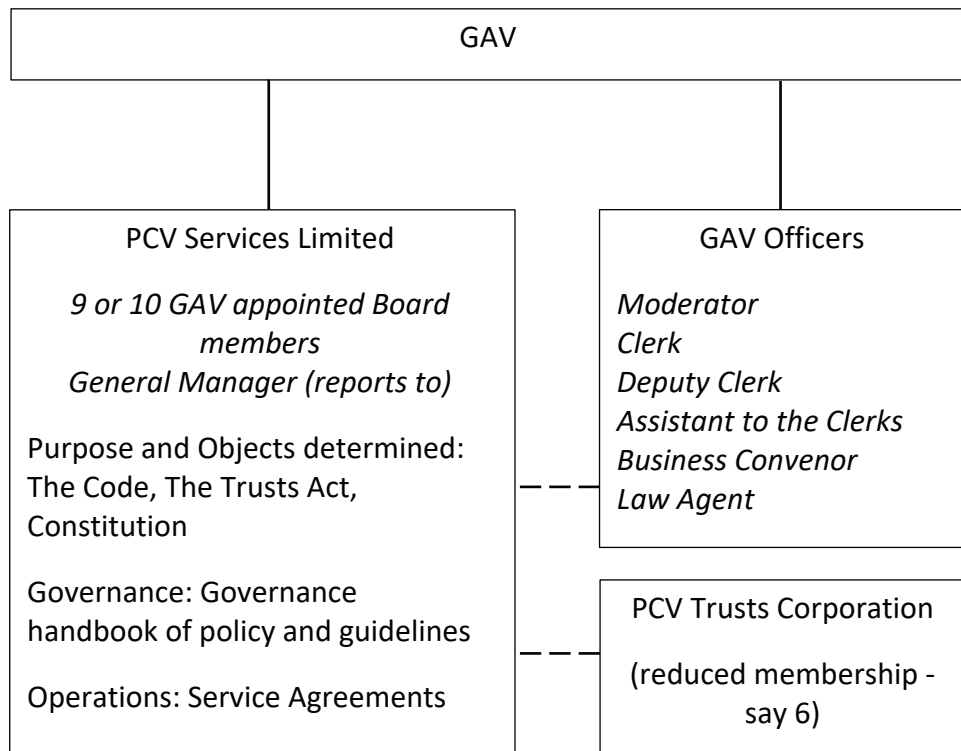 GAV
PCV Services Limited
9 or 10 GAV appointed Board
members
General Manager (reports to)
Purpose and Objects determined:
The Code, The Trusts Act,
Constitution
Governance: Governance
handbook of policy and guidelines
Operations: Service Agreements
GAV Officers
Moderator
Clerk
Deputy Clerk
Assistant to the Clerks
Business Convenor
Law Agent
PCV Trusts Corporation
(reduced membership -
say 6)